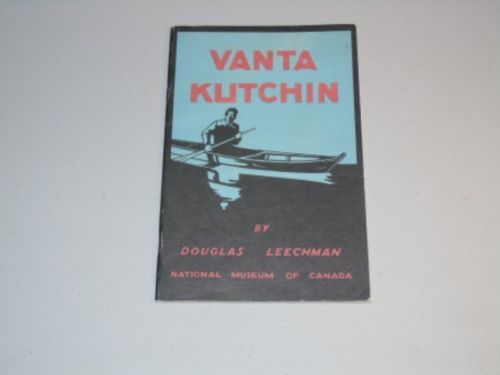 VANTA
KUTCHIN
BY
DOUGLAS LEECHMAN
NATIONAL MUSEUM OF CANADA